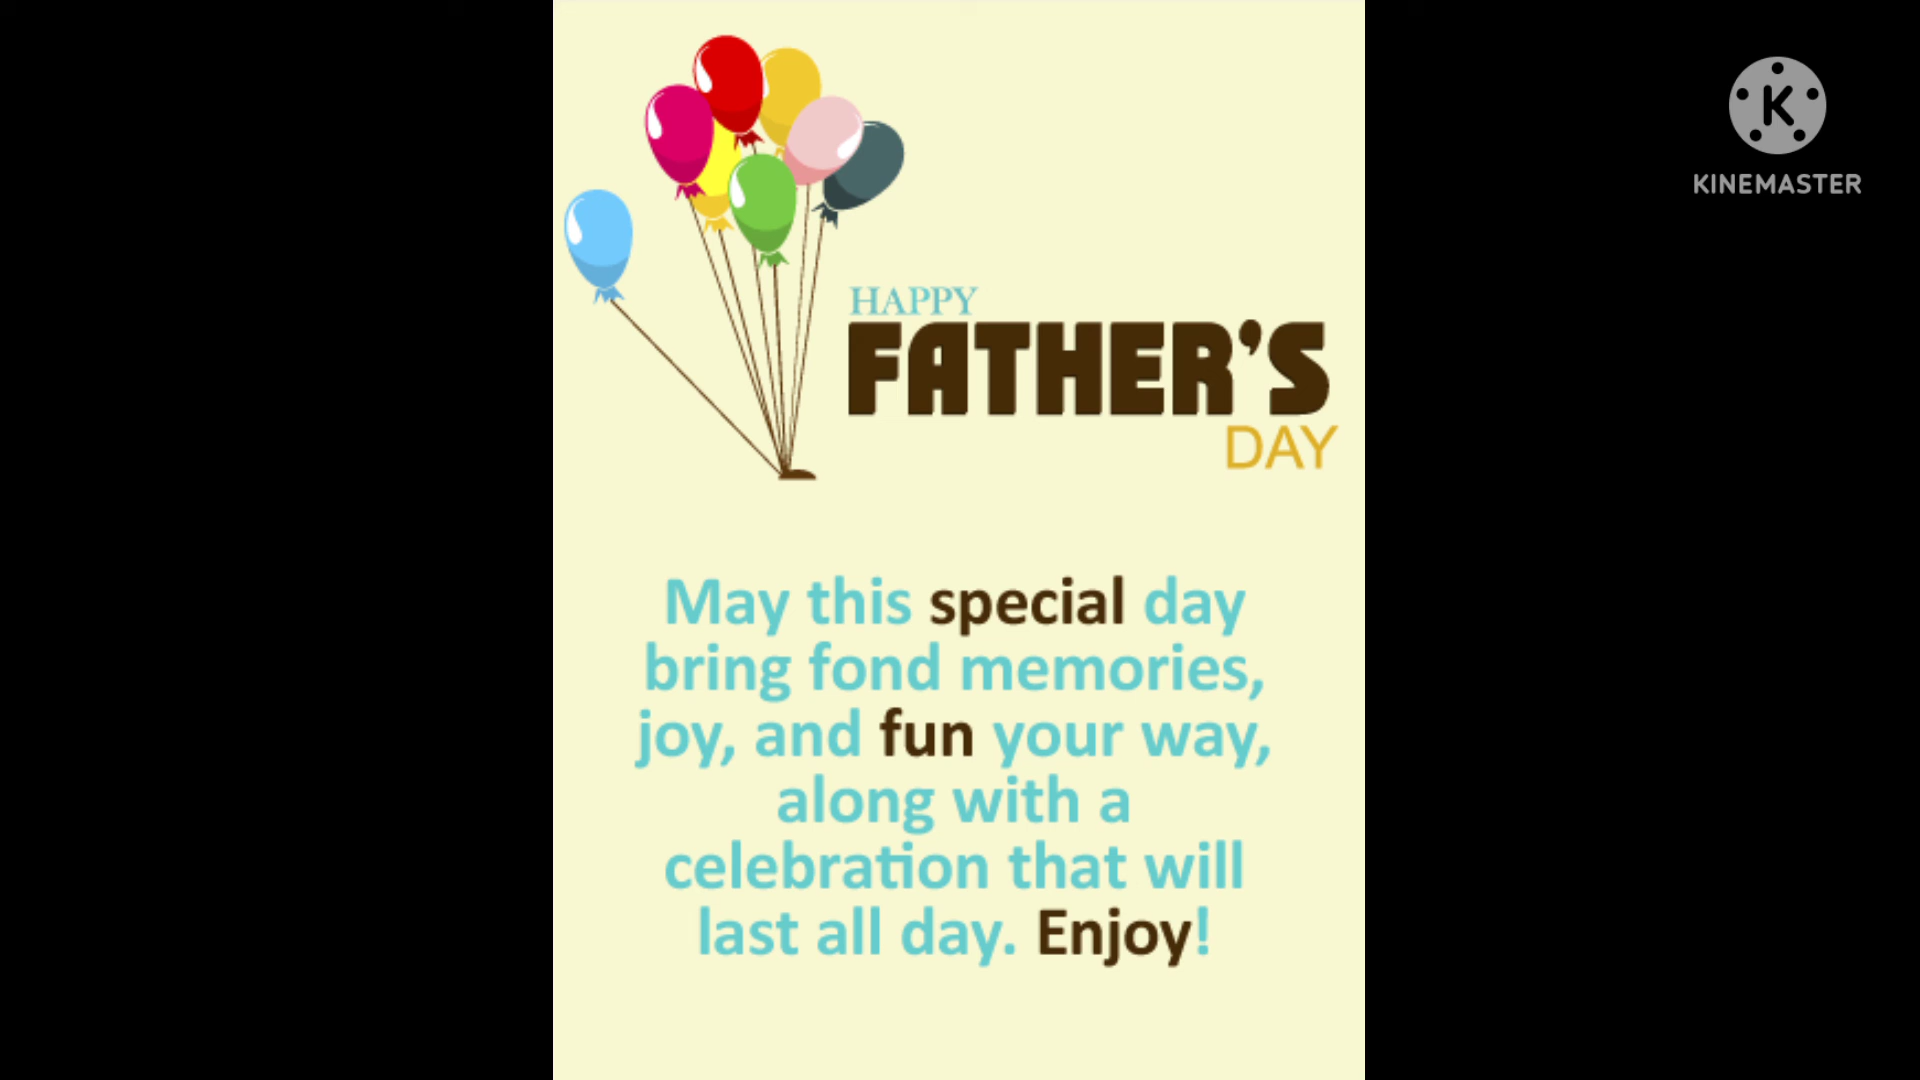 HAPPY
FATHER'S
DAY
May this special day
bring fond memories,
joy, and fun your way,
along with a
celebration that will
last all day. Enjoy!
K
KINEMASTER